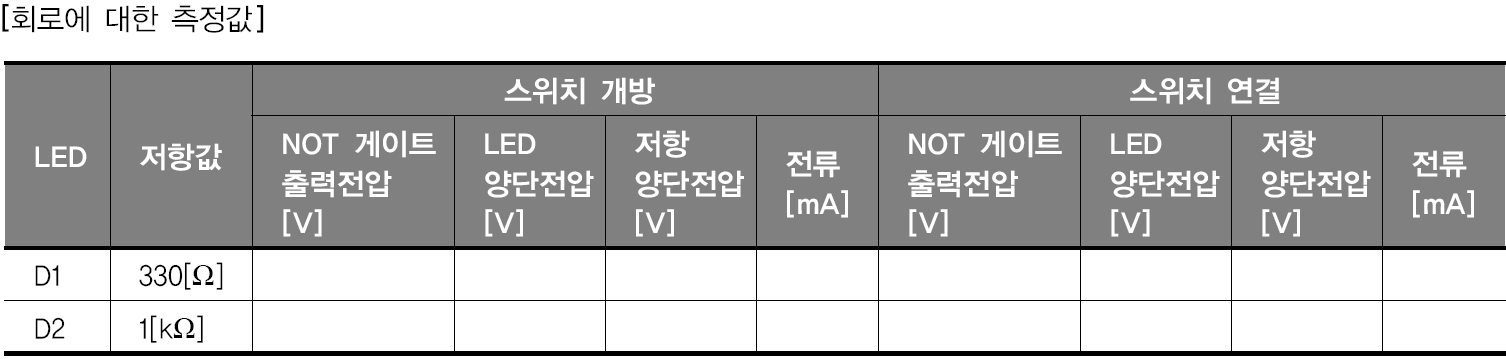 [회로에 대한 측정값]
스위치 개방 스위치 연결
LED 저항값 NOT 게이트 출력전압 [V] LED 양단전압 [V] 저항 양단전압 [V] 전류 [mA] NOT 게이트 출력전압 [V] LED 양단전압 [V] 저항 양단전압 [V] 전류 [mA]
D1 330[Ω]
D2 1[kΩ]